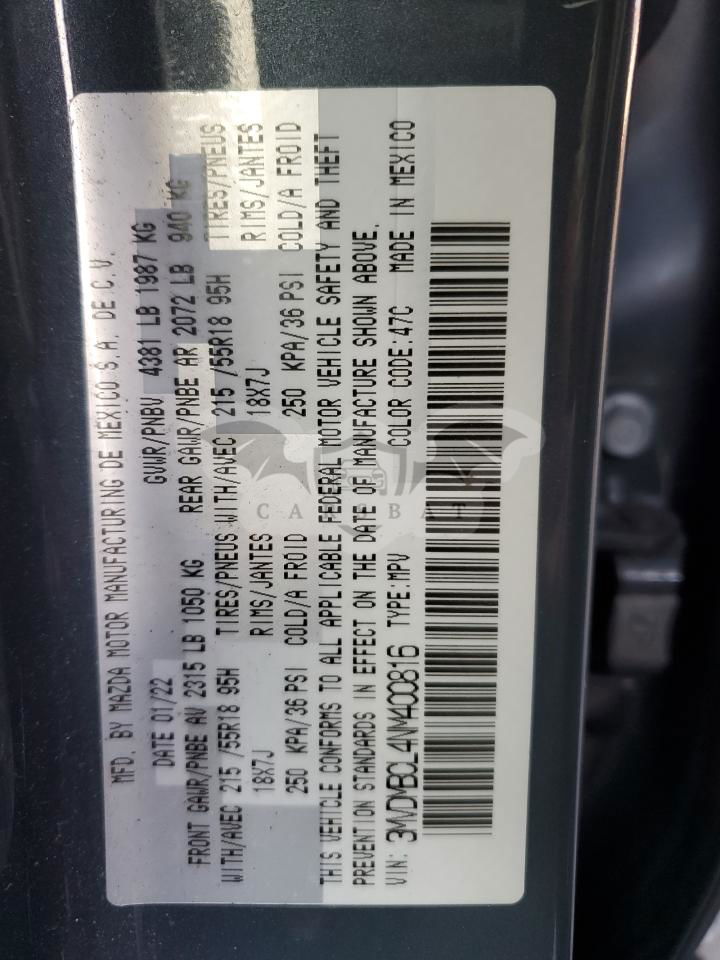 MFD. BY MAZDA MOTOR MANUFACTURING DE MEXICO S.A. DE C.V.
DATE 01/22 GVWR/PNBV 4381 LB 1987 KG
FRONT GAWR/PNBE AV 2315 LB 1050 KG REAR GAWR/PNBE AR 2072 LB 940 KG
WITH/AVEC 215 /55R18 95H TIRES/PNEUS WITH/AVEC 215 /55R18 95H TIRES/PNEUS
18X7J RIMS/JANTES 18X7J RIMS/JANTES
250 KPA/36 PSI COLD/A FROID 250 KPA/36 PSI COLD/A FROID
THIS VEHICLE CONFORMS TO ALL APPLICABLE FEDERAL MOTOR VEHICLE SAFETY AND THEFT
PREVENTION STANDARDS IN EFFECT ON THE DATE OF MANUFACTURE SHOWN ABOVE.
VIN: 3MVDMBCL4NM400816 TYPE:MPV COLOR CODE:47C MADE IN MEXICO
CAR BAT